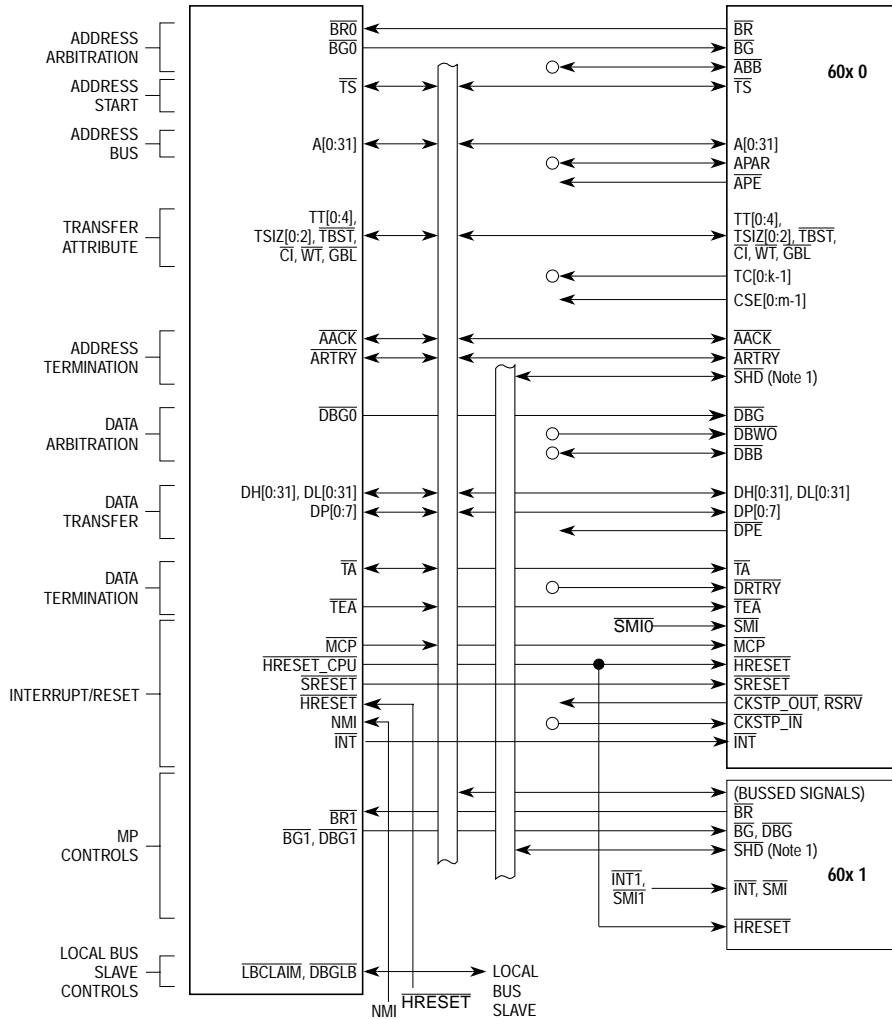 ADDRESS
ARBITRATION
ADDRESS
START
ADDRESS
BUS
TRANSFER
ATTRIBUTE
ADDRESS
TERMINATION
DATA
ARBITRATION
DATA
TRANSFER
DATA
TERMINATION
INTERRUPT/RESET
MP
CONTROLS
LOCAL BUS
SLAVE
CONTROLS
BR0
BG0
TS
A[0:31]
TT[0:4],
TSIZ[0:2], TBST,
CI, WT, GBL
AACK
ARTRY
DBG0
DH[0:31], DL[0:31]
DP[0:7]
TA
TEA
MCP
HRESET_CPU
SRESET
HRESET
NMI
INT
BR1
BG1, DBG1
LBCLAIM, DBGLB
NMI
HRESET
LOCAL
BUS
SLAVE
SMI0
INT1,
SMI1
60x 0
BR
BG
ABB
TS
A[0:31]
APAR
APE
TT[0:4],
TSIZ[0:2], TBST,
CI, WT, GBL
TC[0:k-1]
CSE[0:m-1]
AACK
ARTRY
SHD (Note 1)
DBG
DBWO
DBB
DH[0:31], DL[0:31]
DP[0:7]
DPE
TA
DRTRY
TEA
SMI
MCP
HRESET
SRESET
CKSTP_OUT, RSRV
CKSTP_IN
INT
(BUSSED SIGNALS)
BR
BG, DBG
SHD (Note 1)
60x 1
INT, SMI
HRESET